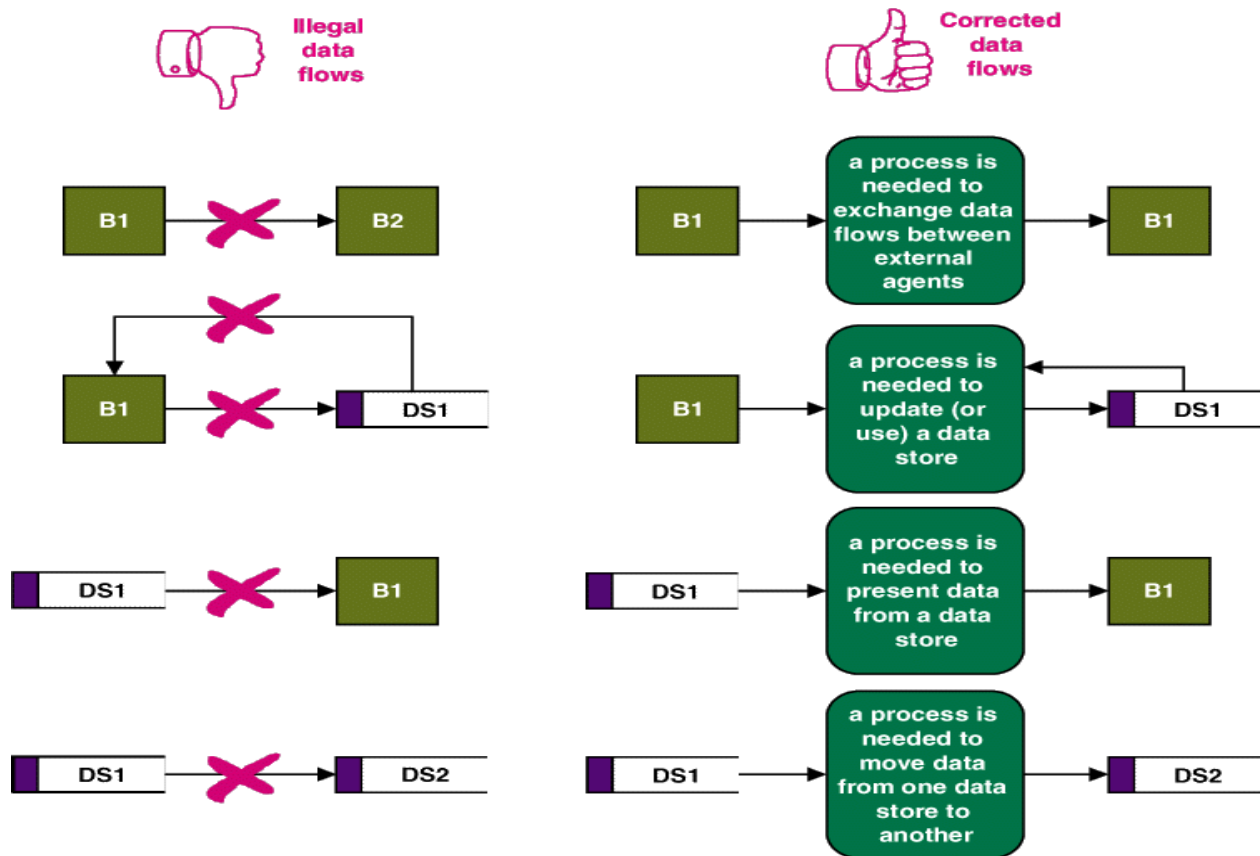 Illegal
data
flows
Corrected
data
flows
B1
B2
B1
a process is
needed to
exchange data
flows between
external
agents
B1
B1
DS1
B1
a process is
needed to
update (or
use) a data
store
DS1
DS1
B1
DS1
a process is
needed to
present data
from a data
store
B1
DS1
DS2
DS1
a process is
needed to
move data
from one data
store to
another
DS2